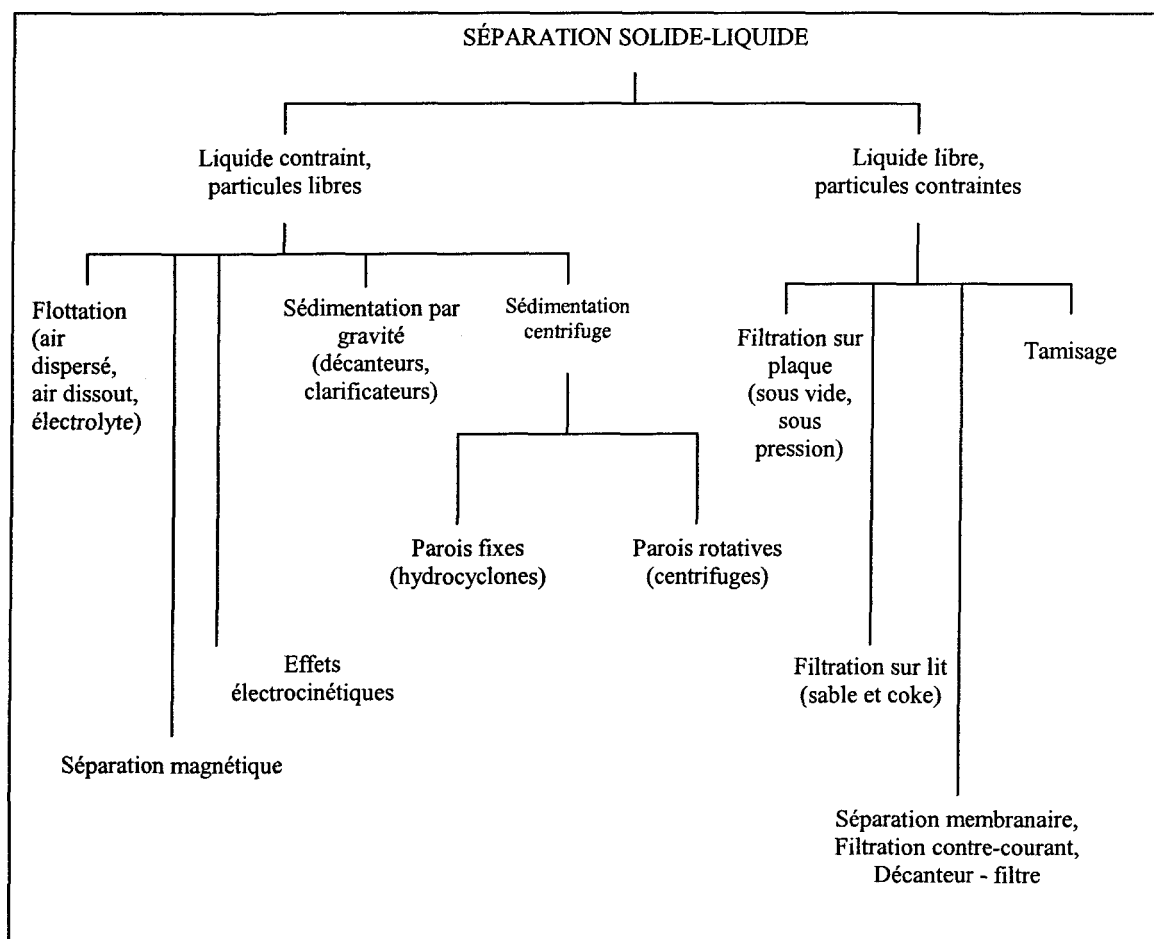 SÉPARATION SOLIDE-LIQUIDE
Liquide contraint,
particules libres
Liquide libre,
particules contraintes
Flottation
(air
dispersé,
air dissout,
électrolyte)
Sédimentation par
gravité
(décanteurs,
clarificateurs)
Sédimentation
centrifuge
Filtration sur
plaque
(sous vide,
sous
pression)
Tamisage
Parois fixes
(hydrocyclones)
Parois rotatives
(centrifuges)
Effets
électrocinétiques
Filtration sur lit
(sable et coke)
Séparation magnétique
Séparation membranaire,
Filtration contre-courant,
Décanteur - filtre